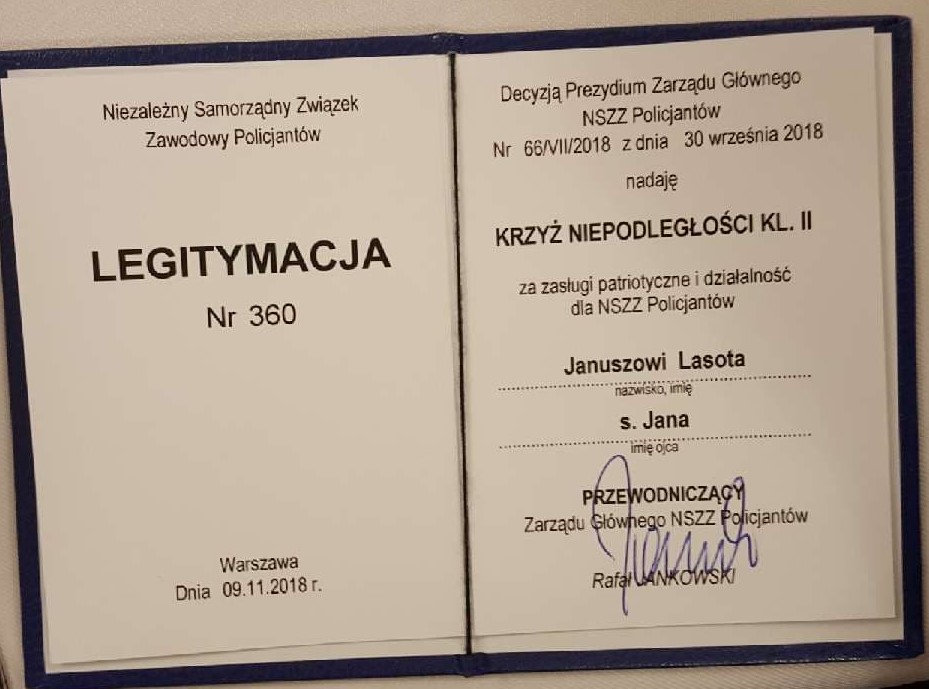 Niezależny Samorządny Związek
Zawodowy Policjantów
LEGITYMACJA
Nr 360
Warszawa
Dnia 09.11.2018 r.
Decyzją Prezydium Zarządu Głównego
NSZZ Policjantów
Nr 66/VII/2018 z dnia 30 września 2018
nadaję
KRZYŻ NIEPODLEGŁOŚCI KL. II
za zasługi patriotyczne i działalność
dla NSZZ Policjantów
Januszowi Lasota
nazwisko, imię
s. Jana
imię ojca
PRZEWODNICZĄCY
Zarządu Głównego NSZZ Policjantów
Rafał JANKOWSKI